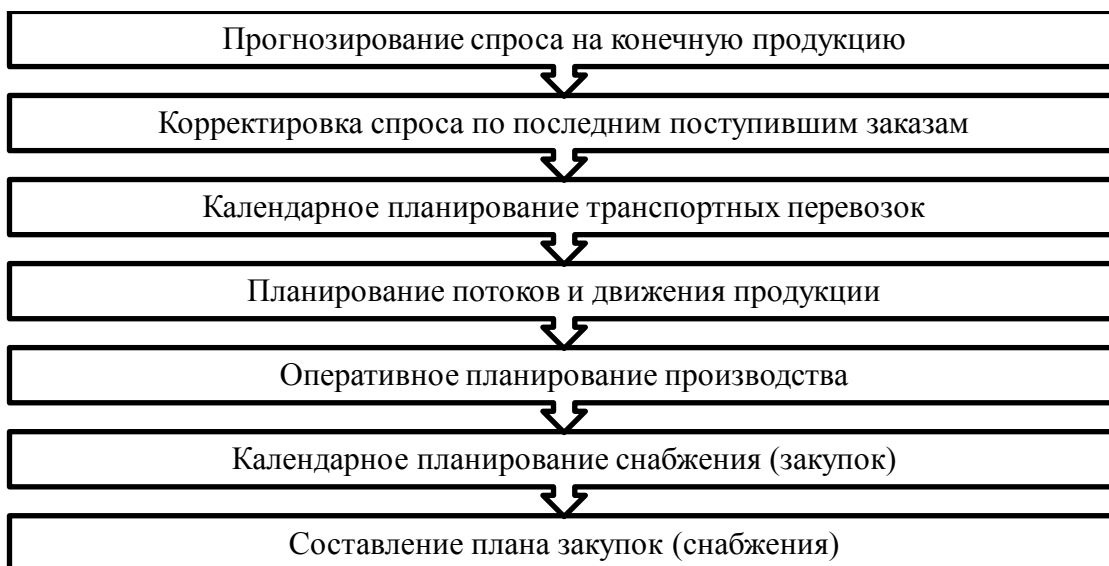 Прогнозирование спроса на конечную продукцию
Корректировка спроса по последним поступившим заказам
Календарное планирование транспортных перевозок
Планирование потоков и движения продукции
Оперативное планирование производства
Календарное планирование снабжения (закупок)
Составление плана закупок (снабжения)